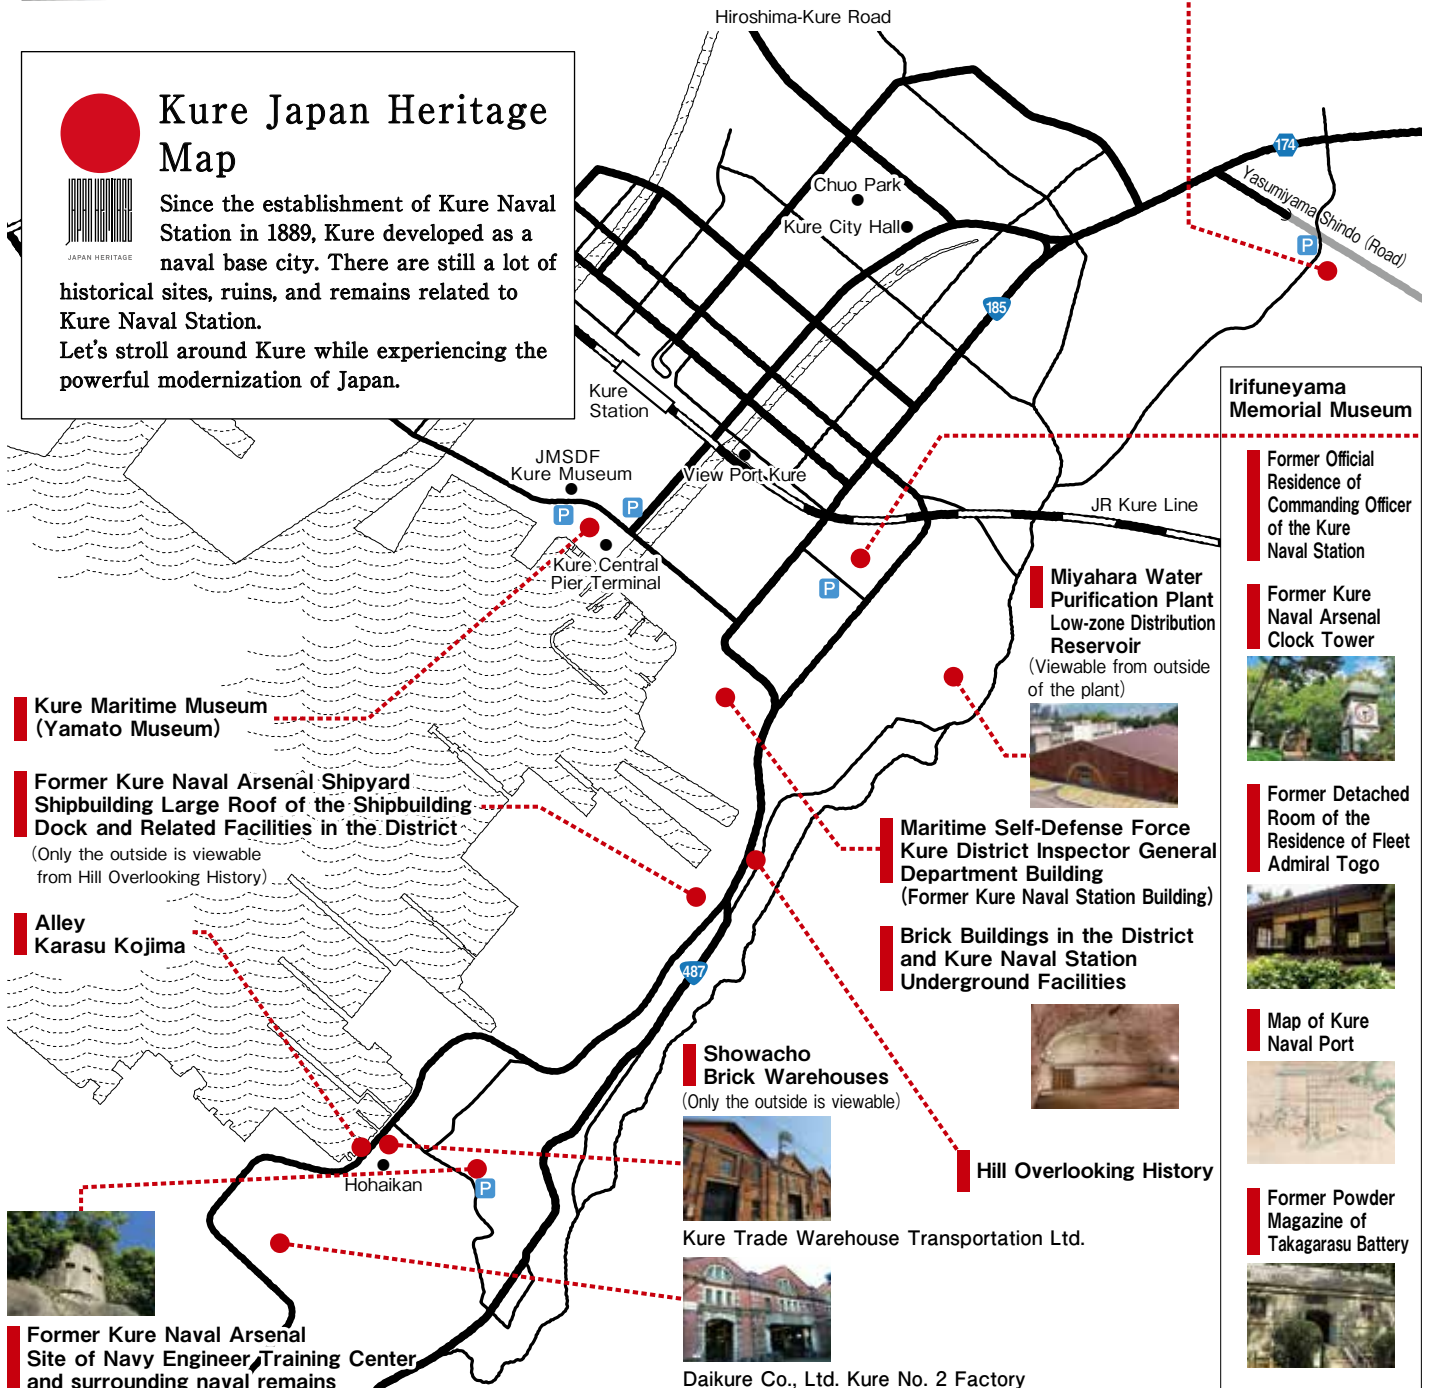 Hiroshima-Kure Road
Kure Japan Heritage
Map
JAPAN HERITAGE
Since the establishment of Kure Naval
Station in 1889, Kure developed as a
naval base city. There are still a lot of
historical sites, ruins, and remains related to
Kure Naval Station.
Let's stroll around Kure while experiencing the
powerful modernization of Japan.
174
Yasumiyama Shindo (Road)
P
Chuo Park
Kure City Hall
185
Kure
Station
JMSDF
Kure Museum
P
P
View Port Kure
JR Kure Line
Kure Central
Pier Terminal
P
Irifuneyama
Memorial Museum
Former Official
Residence of
Commanding Officer
of the Kure
Naval Station
Former Kure
Naval Arsenal
Clock Tower
Former Detached
Room of the
Residence of Fleet
Admiral Togo
Map of Kure
Naval Port
Former Powder
Magazine of
Takagarasu Battery
Miyahara Water
Purification Plant
Low-zone Distribution
Reservoir
(Viewable from outside
of the plant)
Kure Maritime Museum
(Yamato Museum)
Former Kure Naval Arsenal Shipyard
Shipbuilding Large Roof of the Shipbuilding
Dock and Related Facilities in the District
(Only the outside is viewable
from Hill Overlooking History)
Alley
Karasu Kojima
Maritime Self-Defense Force
Kure District Inspector General
Department Building
(Former Kure Naval Station Building)
Brick Buildings in the District
and Kure Naval Station
Underground Facilities
487
Showacho
Brick Warehouses
(Only the outside is viewable)
Hill Overlooking History
Hohaikan
P
Kure Trade Warehouse Transportation Ltd.
Daikure Co., Ltd. Kure No. 2 Factory
Former Kure Naval Arsenal
Site of Navy Engineer Training Center
and surrounding naval remains